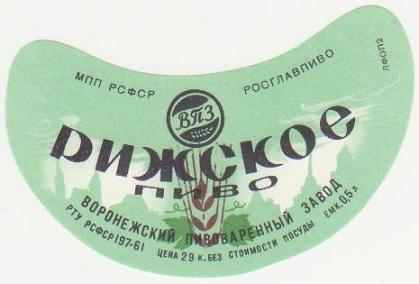 МПП РСФСР РОСГЛАВПИВО
ЛФОП2
ВПЗ
РИЖСКОЕ
ПИВО
ВОРОНЕЖСКИЙ ПИВОВАРЕННЫЙ ЗАВОД
РТУ РСФСР 197-61 ЦЕНА 29 К. БЕЗ СТОИМОСТИ ПОСУДЫ ЕМК. 0,5 Л.